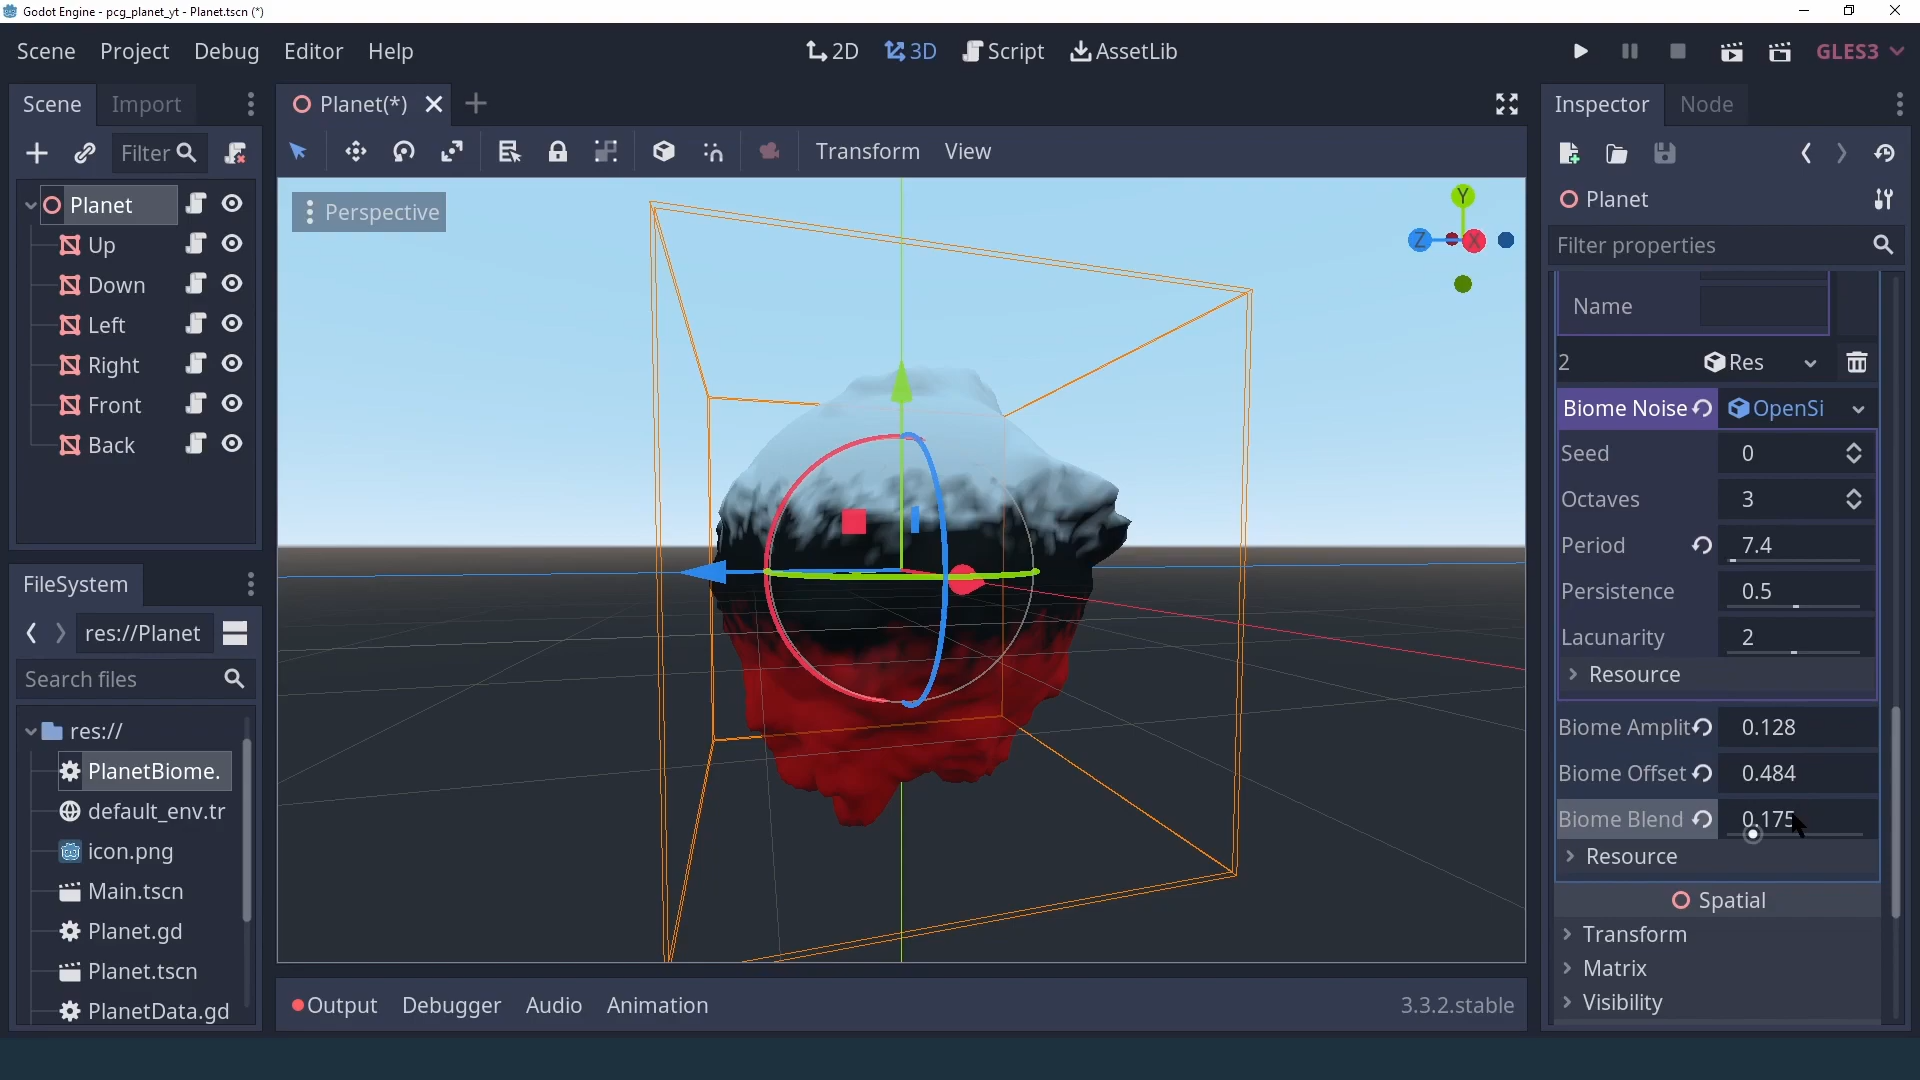 Godot Engine - pcg_planet_yt - Planet.tscn (*)
Scene Project Debug Editor Help
2D 3D Script AssetLib
GLES3
Scene Import
Filter
Planet
Up
Down
Left
Right
Front
Back
FileSystem
res://Planet
Search files
res://
PlanetBiome.
default_env.tr
icon.png
Main.tscn
Planet.gd
Planet.tscn
PlanetData.gd
Planet(*)
Transform View
Perspective
Y
Z X
Output Debugger Audio Animation 3.3.2.stable
Inspector Node
Planet
Filter properties
Name
2 Res
Biome Noise OpenSi
Seed 0
Octaves 3
Period 7.4
Persistence 0.5
Lacunarity 2
Resource
Biome Amplit 0.128
Biome Offset 0.484
Biome Blend 0.175
Resource
Spatial
Transform
Matrix
Visibility